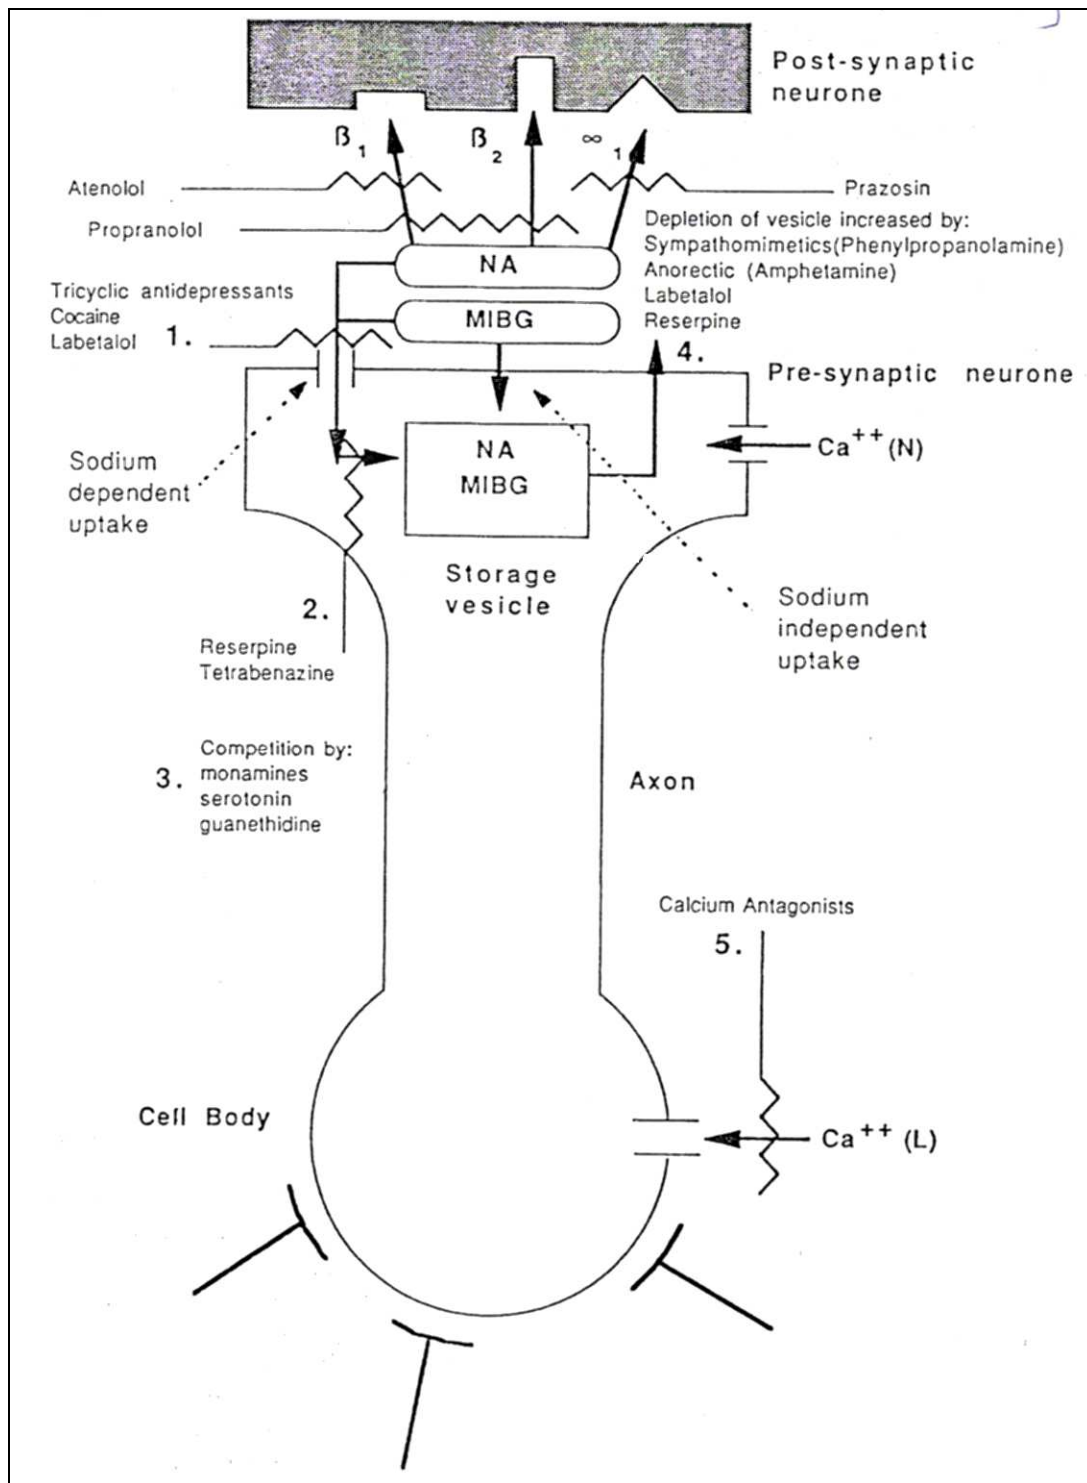 Post-synaptic
neurone
ß1
ß2
∞1
Atenolol
Prazosin
Propranolol
Depletion of vesicle increased by:
Sympathomimetics(Phenylpropanolamine)
Anorectic (Amphetamine)
Labetalol
Reserpine
4.
NA
MIBG
Tricyclic antidepressants
Cocaine
Labetalol 1.
Pre-synaptic neurone
Ca++ (N)
NA
MIBG
Sodium
dependent
uptake
Storage
vesicle
Sodium
independent
uptake
2.
Reserpine
Tetrabenazine
3.
Competition by:
monamines
serotonin
guanethidine
Axon
Calcium Antagonists
5.
Cell Body
Ca++ (L)